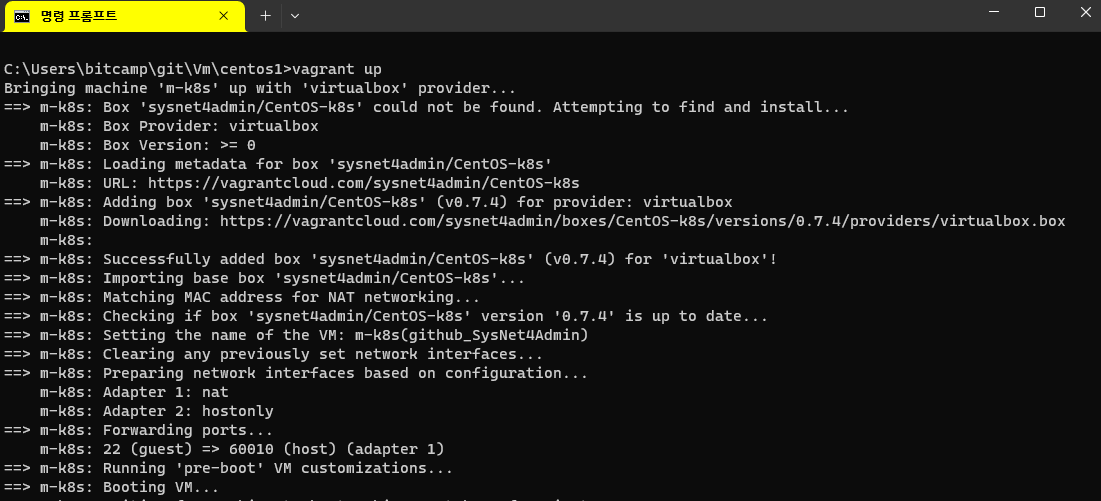 명령 프롬프트
C:\Users\bitcamp\git\Vm\centos1>vagrant up
Bringing machine 'm-k8s' up with 'virtualbox' provider...
==> m-k8s: Box 'sysnet4admin/CentOS-k8s' could not be found. Attempting to find and install...
    m-k8s: Box Provider: virtualbox
    m-k8s: Box Version: >= 0
==> m-k8s: Loading metadata for box 'sysnet4admin/CentOS-k8s'
    m-k8s: URL: https://vagrantcloud.com/sysnet4admin/CentOS-k8s
==> m-k8s: Adding box 'sysnet4admin/CentOS-k8s' (v0.7.4) for provider: virtualbox
    m-k8s: Downloading: https://vagrantcloud.com/sysnet4admin/boxes/CentOS-k8s/versions/0.7.4/providers/virtualbox.box
    m-k8s:
==> m-k8s: Successfully added box 'sysnet4admin/CentOS-k8s' (v0.7.4) for 'virtualbox'!
==> m-k8s: Importing base box 'sysnet4admin/CentOS-k8s'...
==> m-k8s: Matching MAC address for NAT networking...
==> m-k8s: Checking if box 'sysnet4admin/CentOS-k8s' version '0.7.4' is up to date...
==> m-k8s: Setting the name of the VM: m-k8s(github_SysNet4Admin)
==> m-k8s: Clearing any previously set network interfaces...
==> m-k8s: Preparing network interfaces based on configuration...
    m-k8s: Adapter 1: nat
    m-k8s: Adapter 2: hostonly
==> m-k8s: Forwarding ports...
    m-k8s: 22 (guest) => 60010 (host) (adapter 1)
==> m-k8s: Running 'pre-boot' VM customizations...
==> m-k8s: Booting VM...